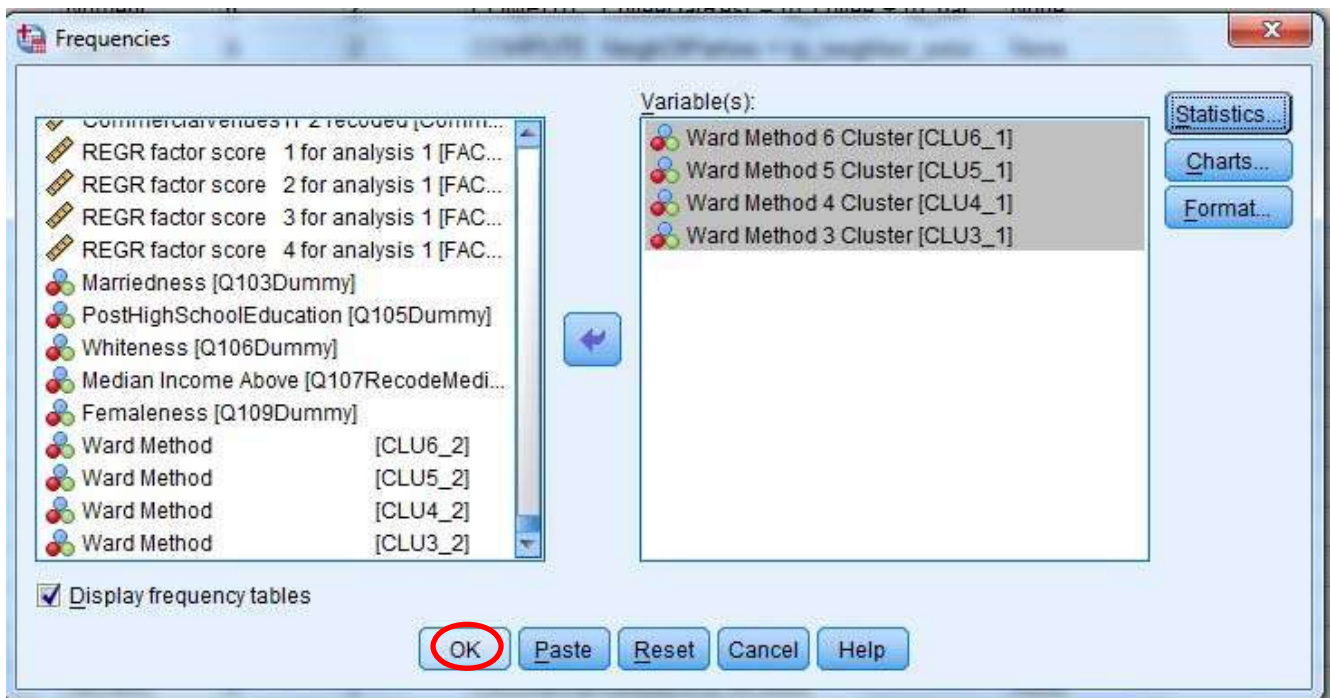 Frequencies
Variable(s):
REGR factor score 1 for analysis 1 [FAC...
REGR factor score 2 for analysis 1 [FAC...
REGR factor score 3 for analysis 1 [FAC...
REGR factor score 4 for analysis 1 [FAC...
Marriedness [Q103Dummy]
PostHighSchoolEducation [Q105Dummy]
Whiteness [Q106Dummy]
Median Income Above [Q107RecodeMedi...
Femaleness [Q109Dummy]
Ward Method [CLU6_2]
Ward Method [CLU5_2]
Ward Method [CLU4_2]
Ward Method [CLU3_2]
Ward Method 6 Cluster [CLU6_1]
Ward Method 5 Cluster [CLU5_1]
Ward Method 4 Cluster [CLU4_1]
Ward Method 3 Cluster [CLU3_1]
Statistics...
Charts...
Format...
Display frequency tables
OK Paste Reset Cancel Help